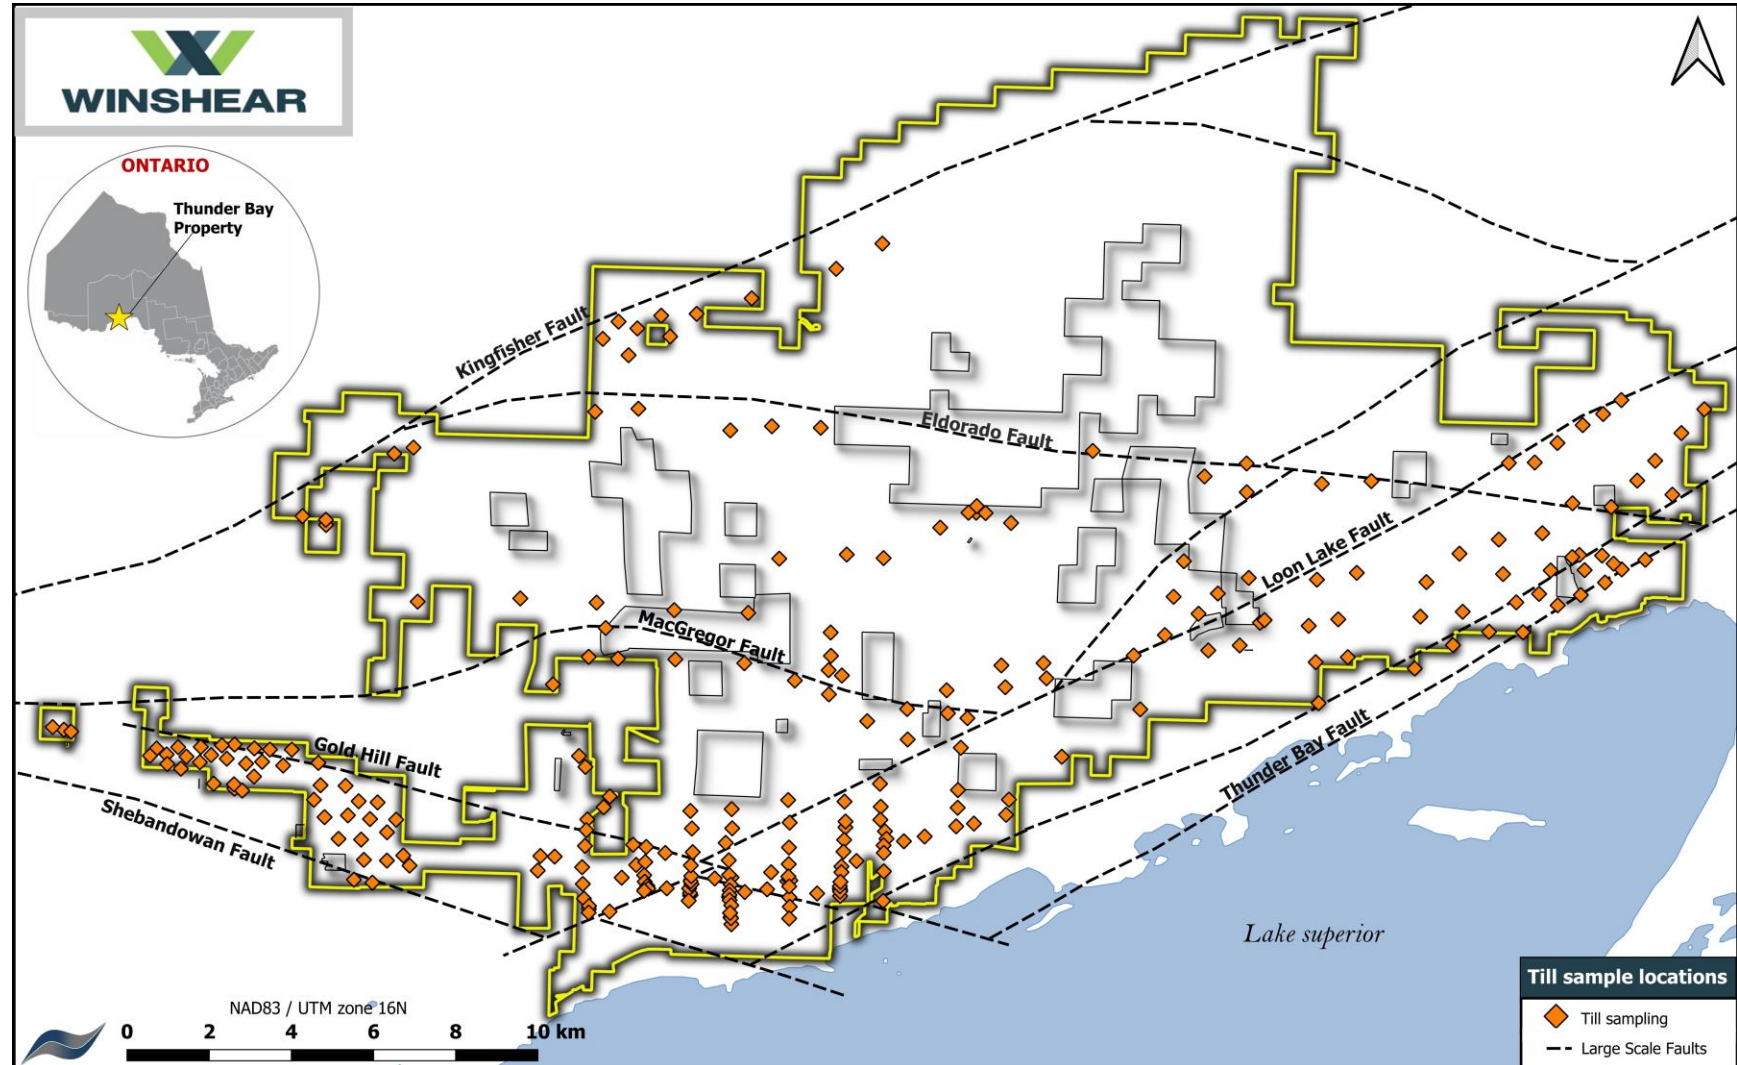 WINSHEAR
ONTARIO
Thunder Bay
Property
Kingfisher Fault
Eldorado Fault
Loon Lake Fault
MacGregor Fault
Gold Hill Fault
Thunder Bay Fault
Shebandowan Fault
Lake superior
NAD83 / UTM zone 16N
0 2 4 6 8 10 km
Till sample locations
Till sampling
Large Scale Faults